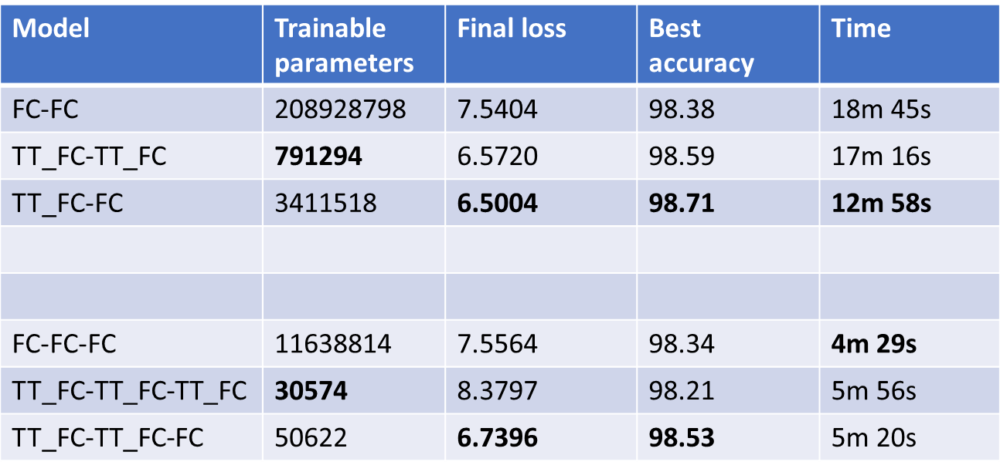 Model Trainable parameters Final loss Best accuracy Time
FC-FC 208928798 7.5404 98.38 18m 45s
TT_FC-TT_FC 791294 6.5720 98.59 17m 16s
TT_FC-FC 3411518 6.5004 98.71 12m 58s
FC-FC-FC 11638814 7.5564 98.34 4m 29s
TT_FC-TT_FC-TT_FC 30574 8.3797 98.21 5m 56s
TT_FC-TT_FC-FC 50622 6.7396 98.53 5m 20s